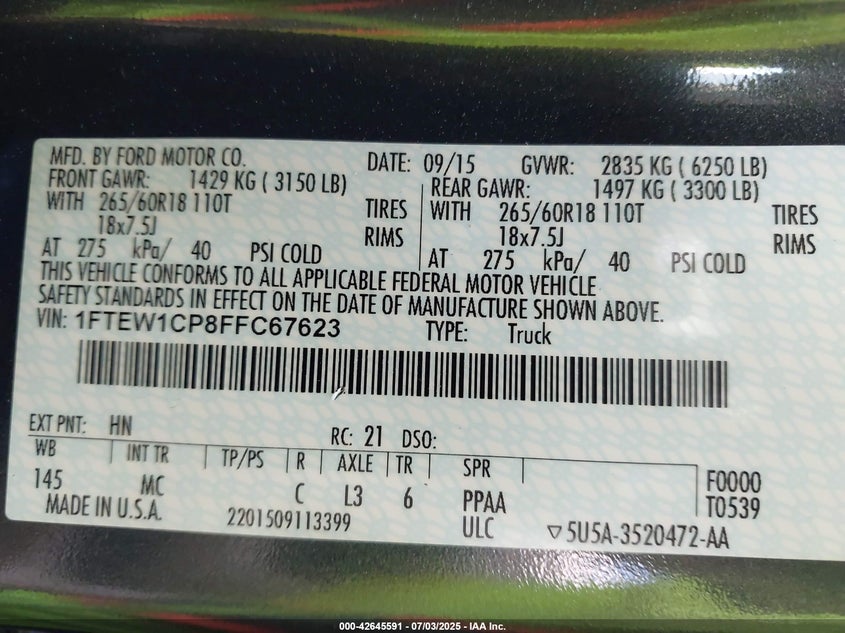 MFD. BY FORD MOTOR CO. DATE: 09/15 GVWR: 2835 KG ( 6250 LB)
FRONT GAWR: 1429 KG ( 3150 LB) REAR GAWR: 1497 KG ( 3300 LB)
WITH 265/60R18 110T TIRES WITH 265/60R18 110T TIRES
18x7.5J RIMS 18x7.5J RIMS
AT 275 kPa/ 40 PSI COLD AT 275 kPa/ 40 PSI COLD
THIS VEHICLE CONFORMS TO ALL APPLICABLE FEDERAL MOTOR VEHICLE
SAFETY STANDARDS IN EFFECT ON THE DATE OF MANUFACTURE SHOWN ABOVE.
VIN: 1FTEW1CP8FFC67623 TYPE: Truck
EXT PNT: HN RC: 21 DSO:
WB INT TR TP/PS R AXLE TR SPR F0000
145 MC C L3 6 PPAA T0539
MADE IN U.S.A. 2201509113399 ULC ▽5U5A-3520472-AA
000-42645591 - 07/03/2025 - IAA Inc.